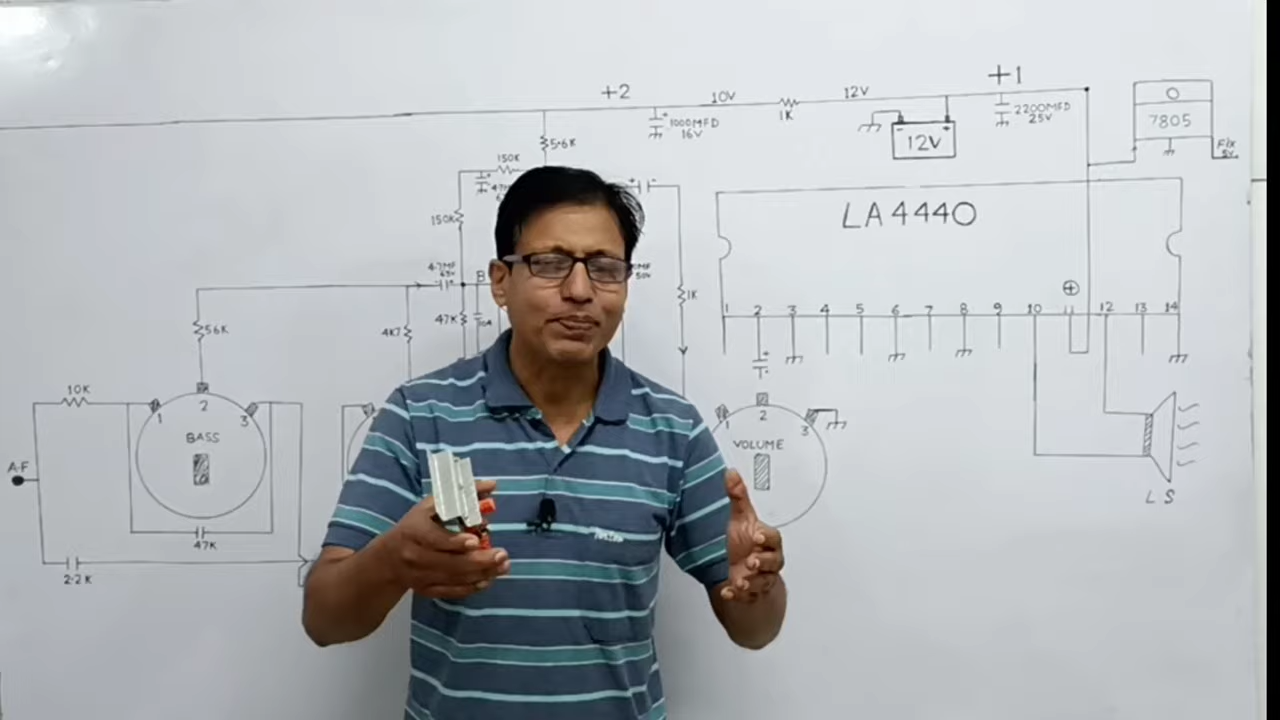 +2
10V
1K
12V
+1
1000MFD
16V
2200MFD
25V
12V
7805
FIX
5V
5·6K
150K
150K
LA4440
4·7MF
B
56K
4K7
47K
1K
1 2 3 4 5 6 7 8 9 10 11 12 13 14
10K
A·F
1 2 3
BASS
47K
2·2K
1 2 3
VOLUME
LS